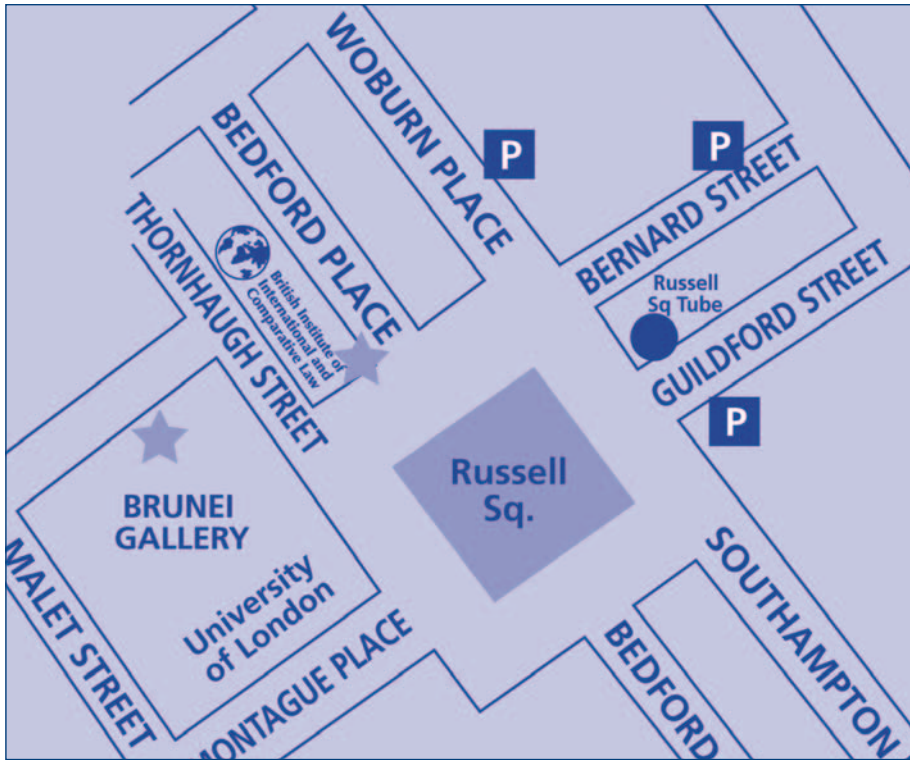 WOBURN PLACE
BEDFORD PLACE
P
P
BERNARD STREET
THORNHAUGH STREET
British Institute of
International and
Comparative Law
Russell
Sq Tube
GUILDFORD STREET
P
Russell
Sq.
BRUNEI
GALLERY
MALET STREET
University
of London
MONTAGUE PLACE
BEDFORD
SOUTHAMPTON